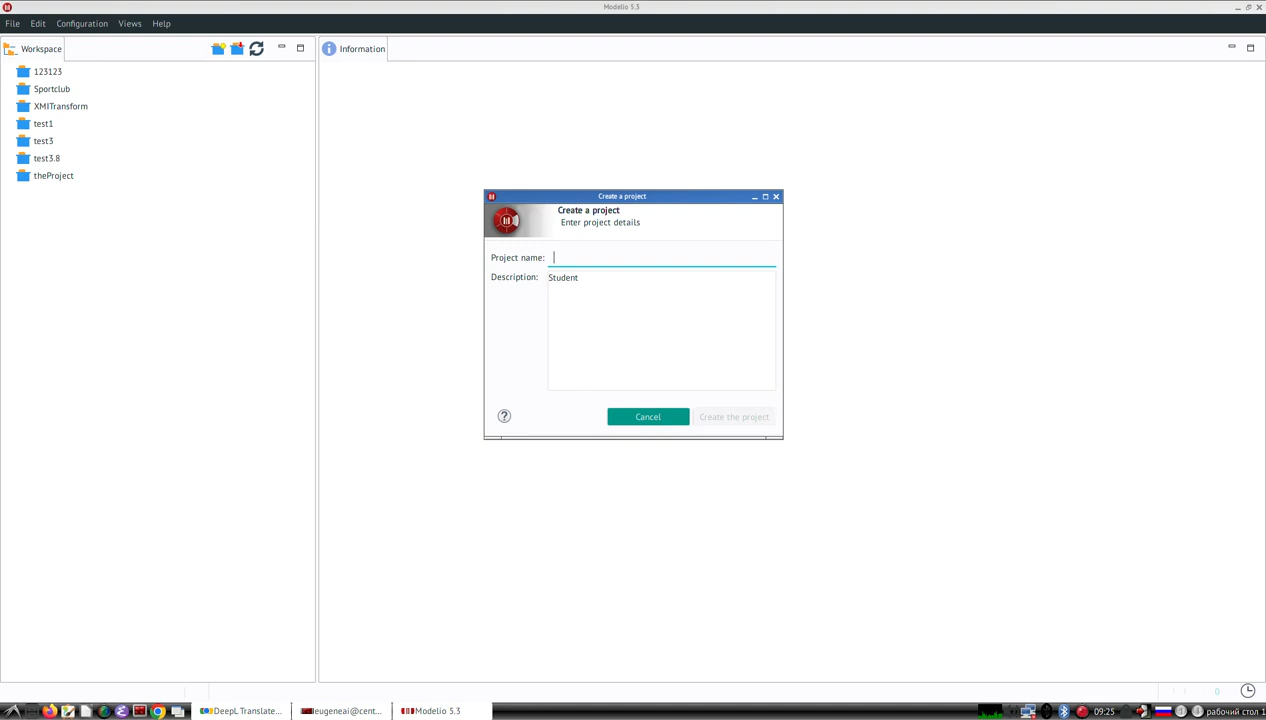 Modelio 5.3
File Edit Configuration Views Help
Workspace
Information
123123
Sportclub
XMITransform
test1
test3
test3.8
theProject
Create a project
Create a project
Enter project details
Project name:
Description: Student
Cancel Create the project
0
DeepL Translate... eugeneai@cent... Modelio 5.3 09:25 рабочий стол 1